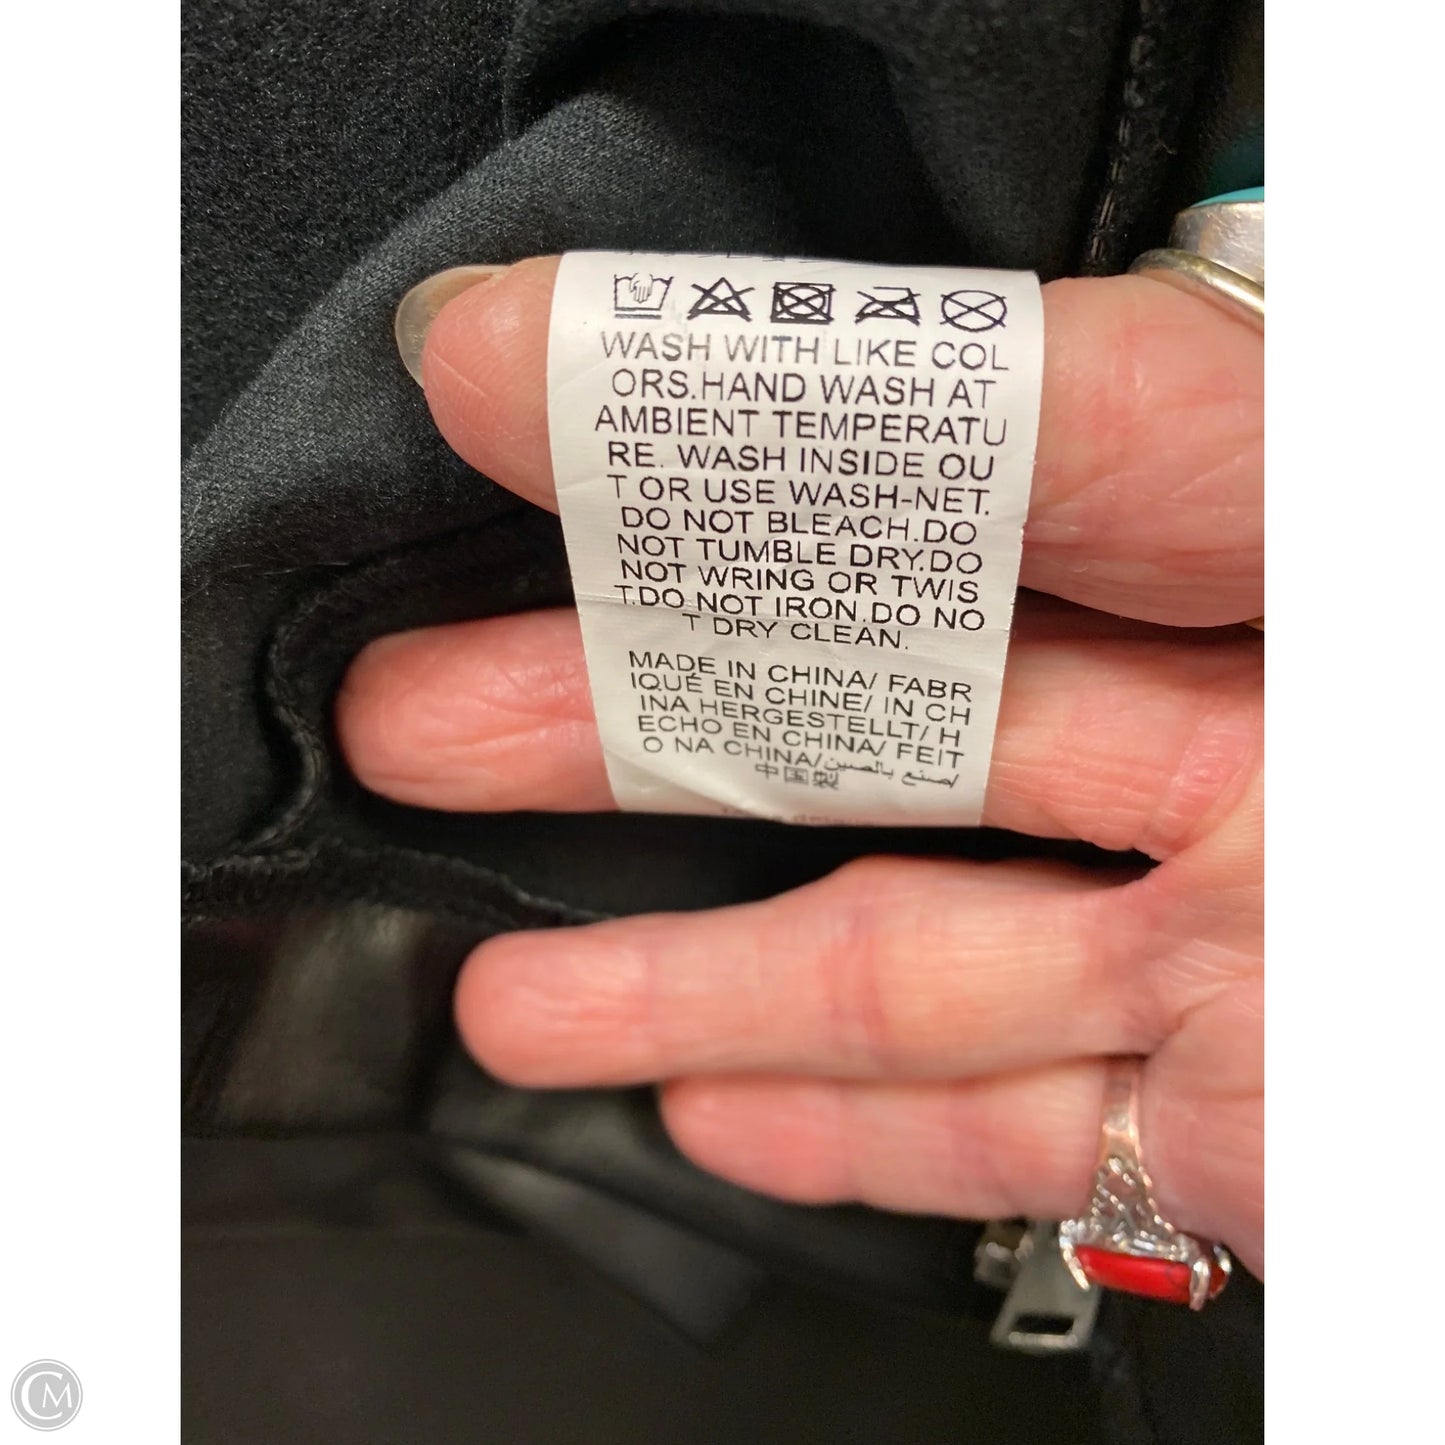 WASH WITH LIKE COL
ORS.HAND WASH AT
AMBIENT TEMPERATU
RE. WASH INSIDE OU
T OR USE WASH-NET.
DO NOT BLEACH.DO
NOT TUMBLE DRY.DO
NOT WRING OR TWIS
T.DO NOT IRON.DO NO
T DRY CLEAN.
MADE IN CHINA/ FABR
IQUÉ EN CHINE/ IN CH
INA HERGESTELLT/ H
ECHO EN CHINA/ FEIT
O NA CHINA/صنع بالصين/
中国製
CM